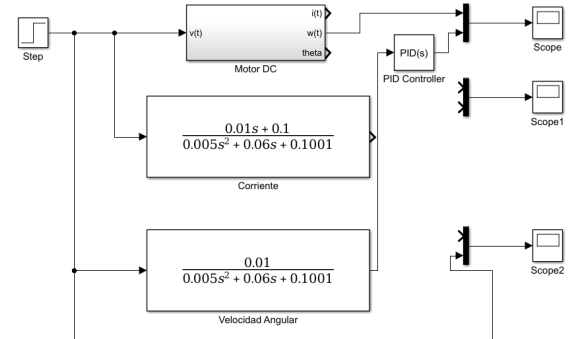 Step
v(t)
i(t)
w(t)
theta
Motor DC
PID(s)
PID Controller
Scope
Scope1
0.01s + 0.1
0.005s² + 0.06s + 0.1001
Corriente
0.01
0.005s² + 0.06s + 0.1001
Velocidad Angular
Scope2